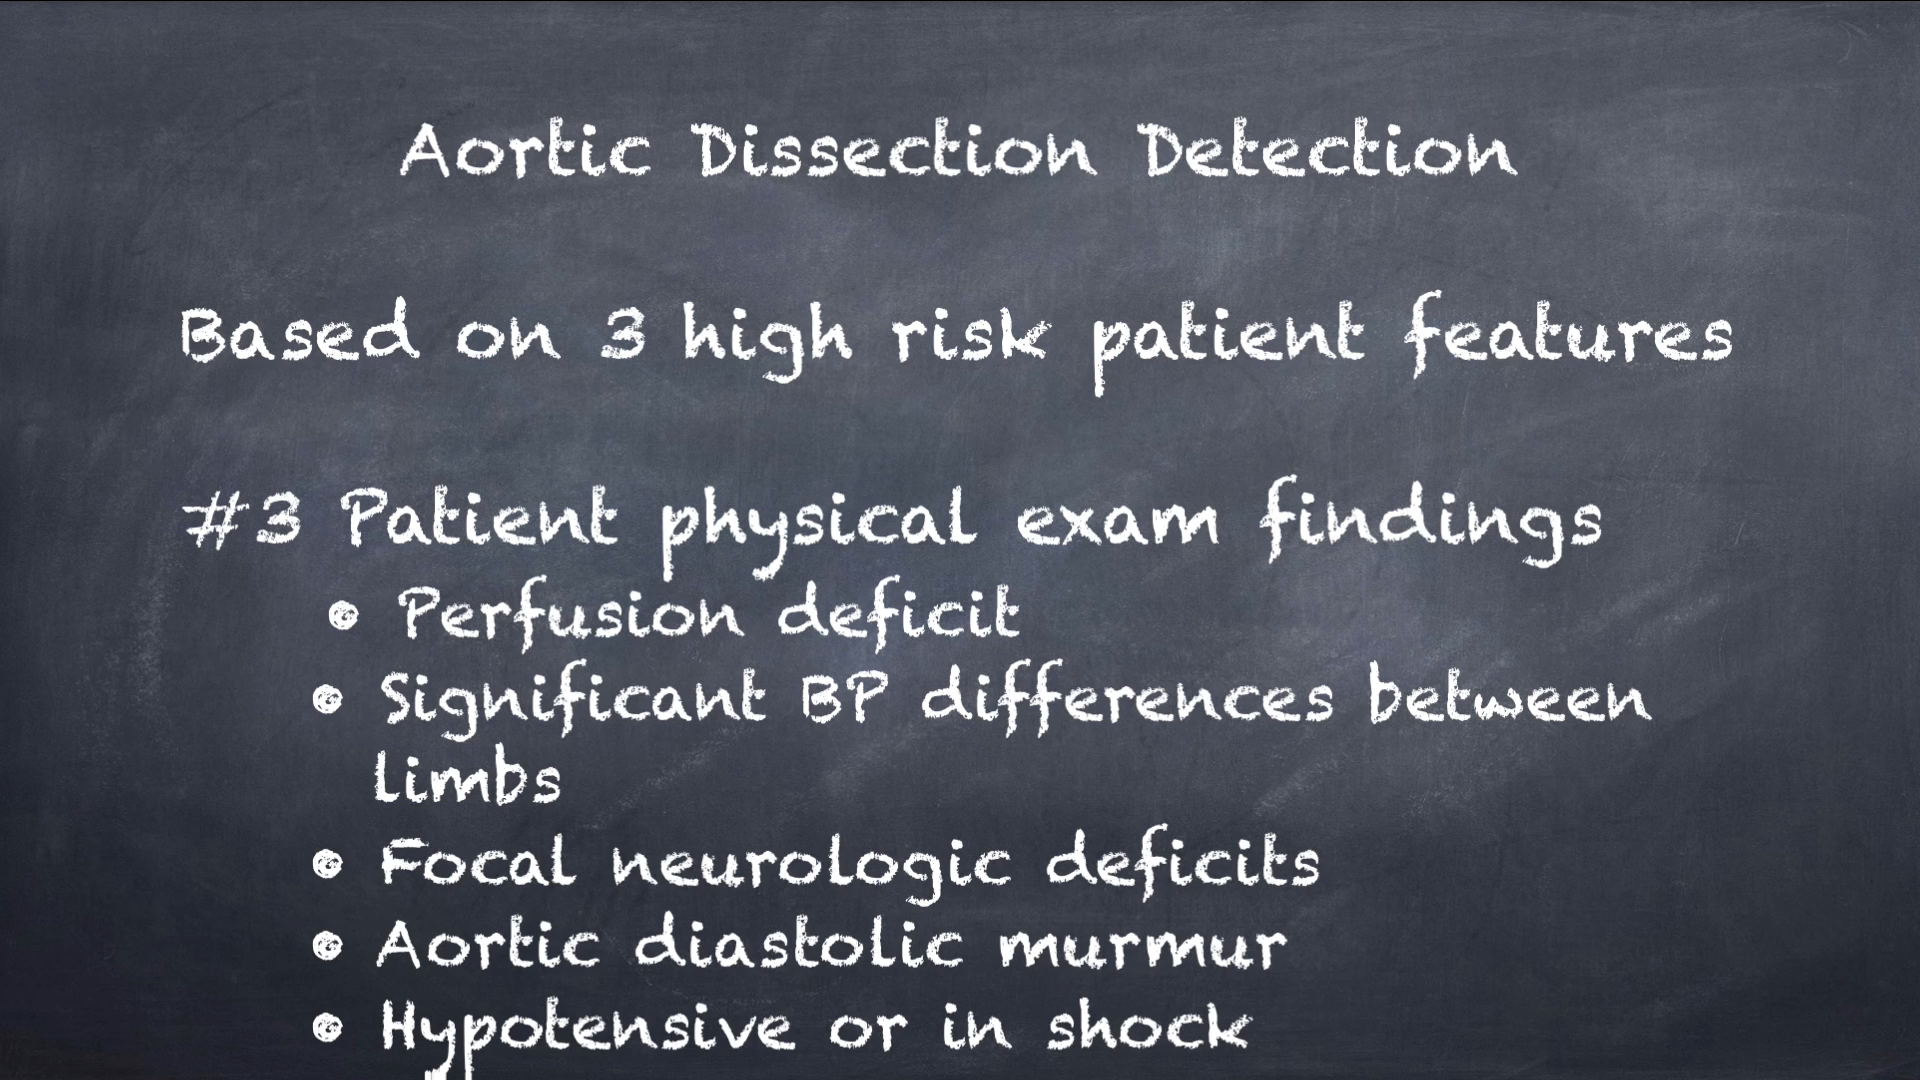 Aortic Dissection Detection
Based on 3 high risk patient features
#3 Patient physical exam findings
• Perfusion deficit
• Significant BP differences between
limbs
• Focal neurologic deficits
• Aortic diastolic murmur
• Hypotensive or in shock